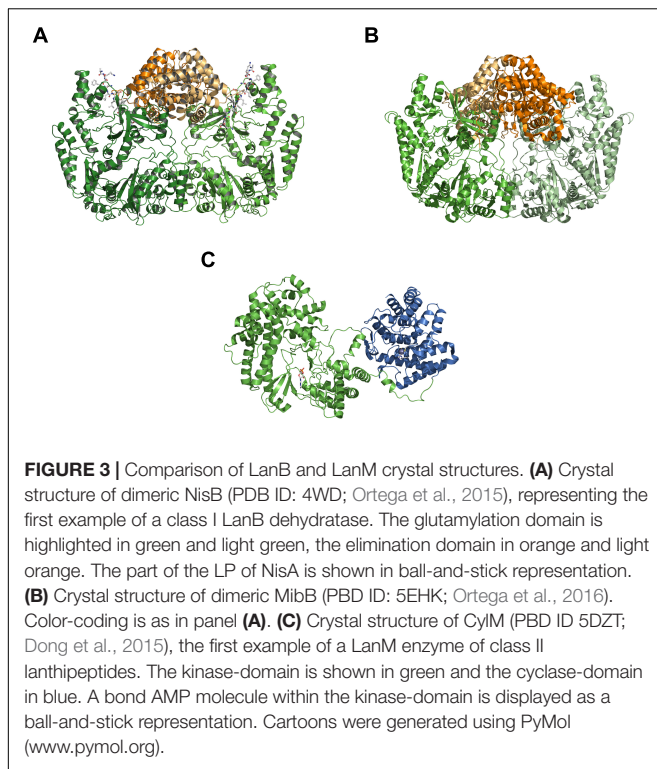 A
B
C
FIGURE 3 | Comparison of LanB and LanM crystal structures. (A) Crystal
structure of dimeric NisB (PDB ID: 4WD; Ortega et al., 2015), representing the
first example of a class I LanB dehydratase. The glutamylation domain is
highlighted in green and light green, the elimination domain in orange and light
orange. The part of the LP of NisA is shown in ball-and-stick representation.
(B) Crystal structure of dimeric MibB (PBD ID: 5EHK; Ortega et al., 2016).
Color-coding is as in panel (A). (C) Crystal structure of CylM (PBD ID 5DZT;
Dong et al., 2015), the first example of a LanM enzyme of class II
lanthipeptides. The kinase-domain is shown in green and the cyclase-domain
in blue. A bond AMP molecule within the kinase-domain is displayed as a
ball-and-stick representation. Cartoons were generated using PyMol
(www.pymol.org).